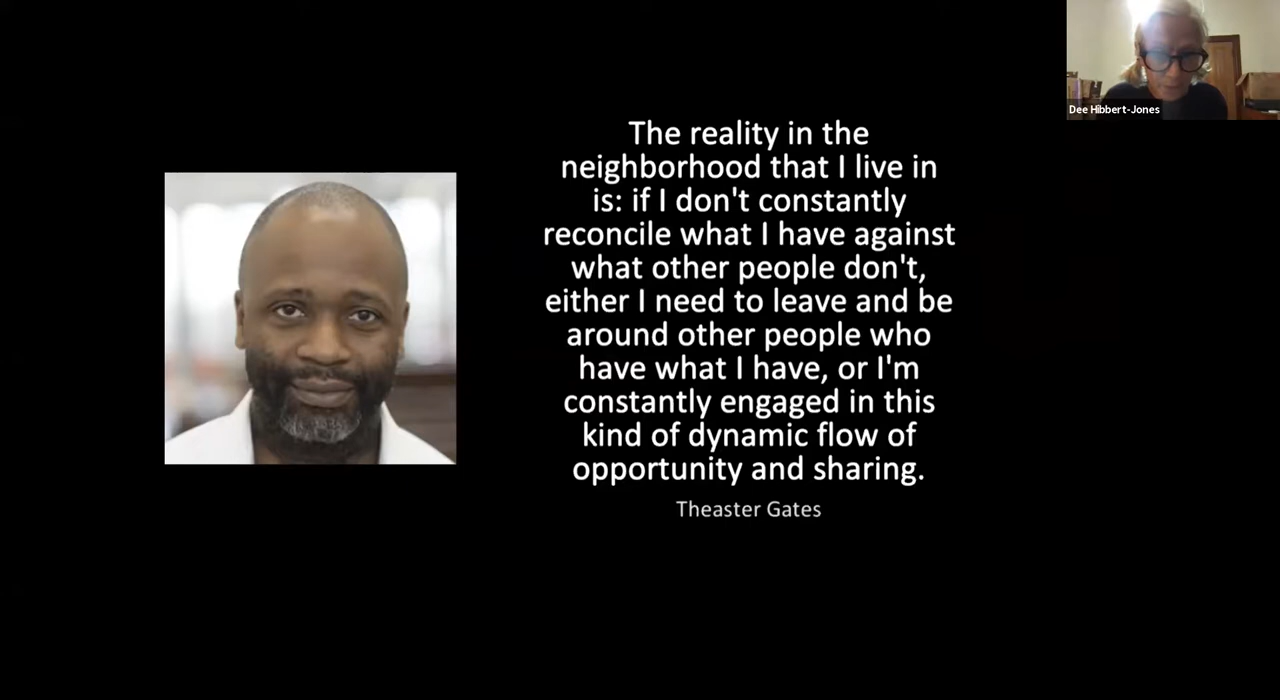 The reality in the
neighborhood that I live in
is: if I don't constantly
reconcile what I have against
what other people don't,
either I need to leave and be
around other people who
have what I have, or I'm
constantly engaged in this
kind of dynamic flow of
opportunity and sharing.
Theaster Gates
Dee Hibbert-Jones